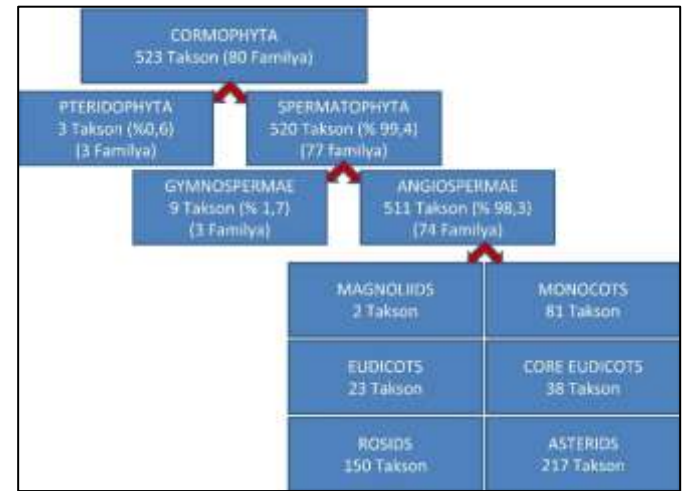 CORMOPHYTA
523 Takson (80 Familya)
PTERIDOPHYTA
3 Takson (%0,6)
(3 Familya)
SPERMATOPHYTA
520 Takson (% 99,4)
(77 familya)
GYMNOSPERMAE
9 Takson (% 1,7)
(3 Familya)
ANGIOSPERMAE
511 Takson (% 98,3)
(74 Familya)
MAGNOLIIDS
2 Takson
MONOCOTS
81 Takson
EUDICOTS
23 Takson
CORE EUDICOTS
38 Takson
ROSIDS
150 Takson
ASTERIDS
217 Takson